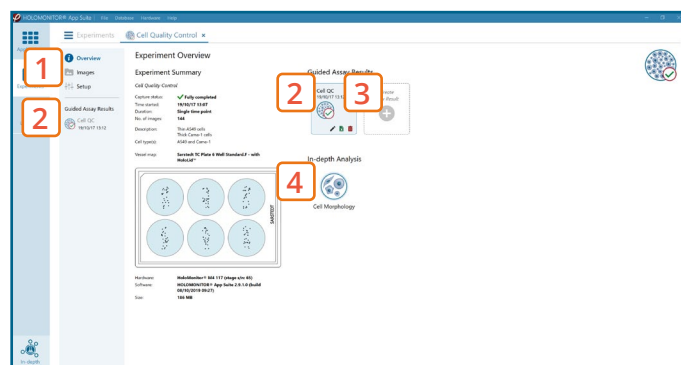 HOLOMONITOR® App Suite File Database Hardware Help
Experiments Cell Quality Control ×
1
Overview
Images
Setup
2
Guided Assay Results
Cell QC
19/10/17 13:12
In-depth
Experiment Overview
Experiment Summary
Cell Quality Control
Capture status: Fully completed
Time started: 19/10/17 13:07
Duration: Single time point
No. of images: 144
Description: Thin A549 cells
Thick Cama-1 cells
Cell type(s): A549 and Cama-1
Vessel map: Sarstedt TC Plate 6 Well Standard.F - with
HoloLid™
SARSTEDT
Hardware: HoloMonitor® M4 117 (stage s/n: 85)
Software: HOLOMONITOR® App Suite 2.9.1.0 (build
08/10/2019 09:27)
Size: 186 MB
Guided Assay Results
2
Cell QC
19/10/17 13:12
3
Result
In-depth Analysis
4
Cell Morphology